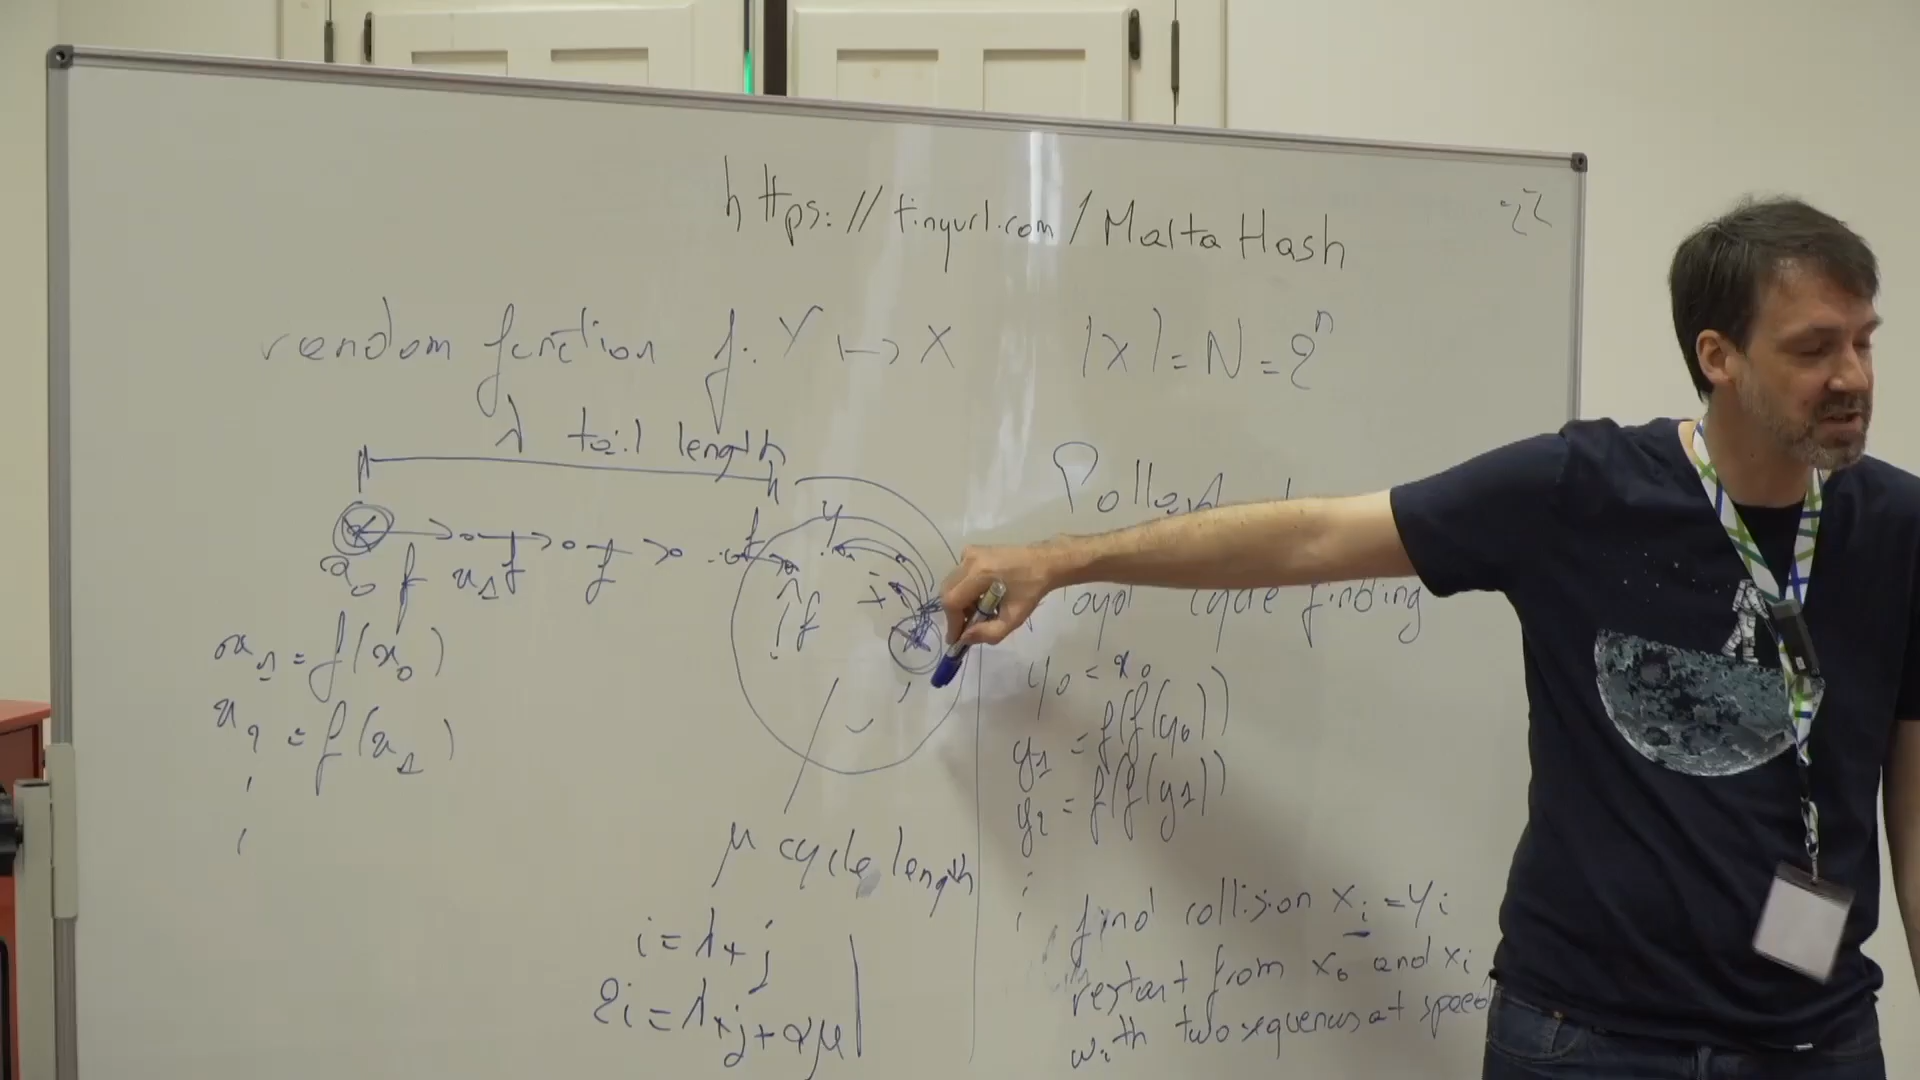 https://tinyurl.com/MaltaHash
random function f: Y ↦ X |X| = N = 2ⁿ
λ tail length
x₀ f x₁ f f f
y
x
f
x₁ = f(x₀)
x₂ = f(x₁)
μ cycle length
i = λ + j
2i = λ + j + αμ
Pollard
Floyd cycle finding
y₀ = x₀
y₁ = f(f(y₀))
y₂ = f(f(y₁))
find collision xᵢ = yᵢ
restart from x₀ and xᵢ
with two sequences at speed